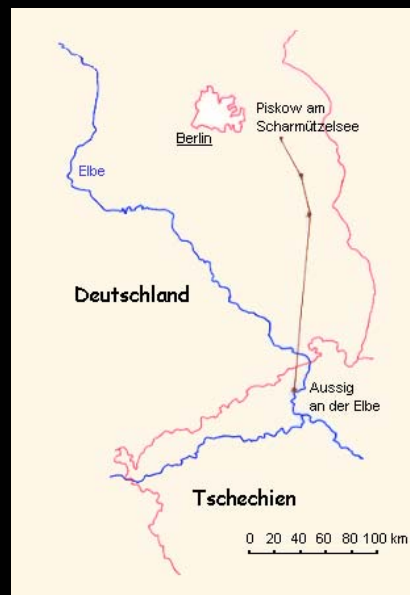 Piskow am
Scharmützelsee
Berlin
Elbe
Deutschland
Aussig
an der Elbe
Tschechien
0 20 40 60 80 100 km